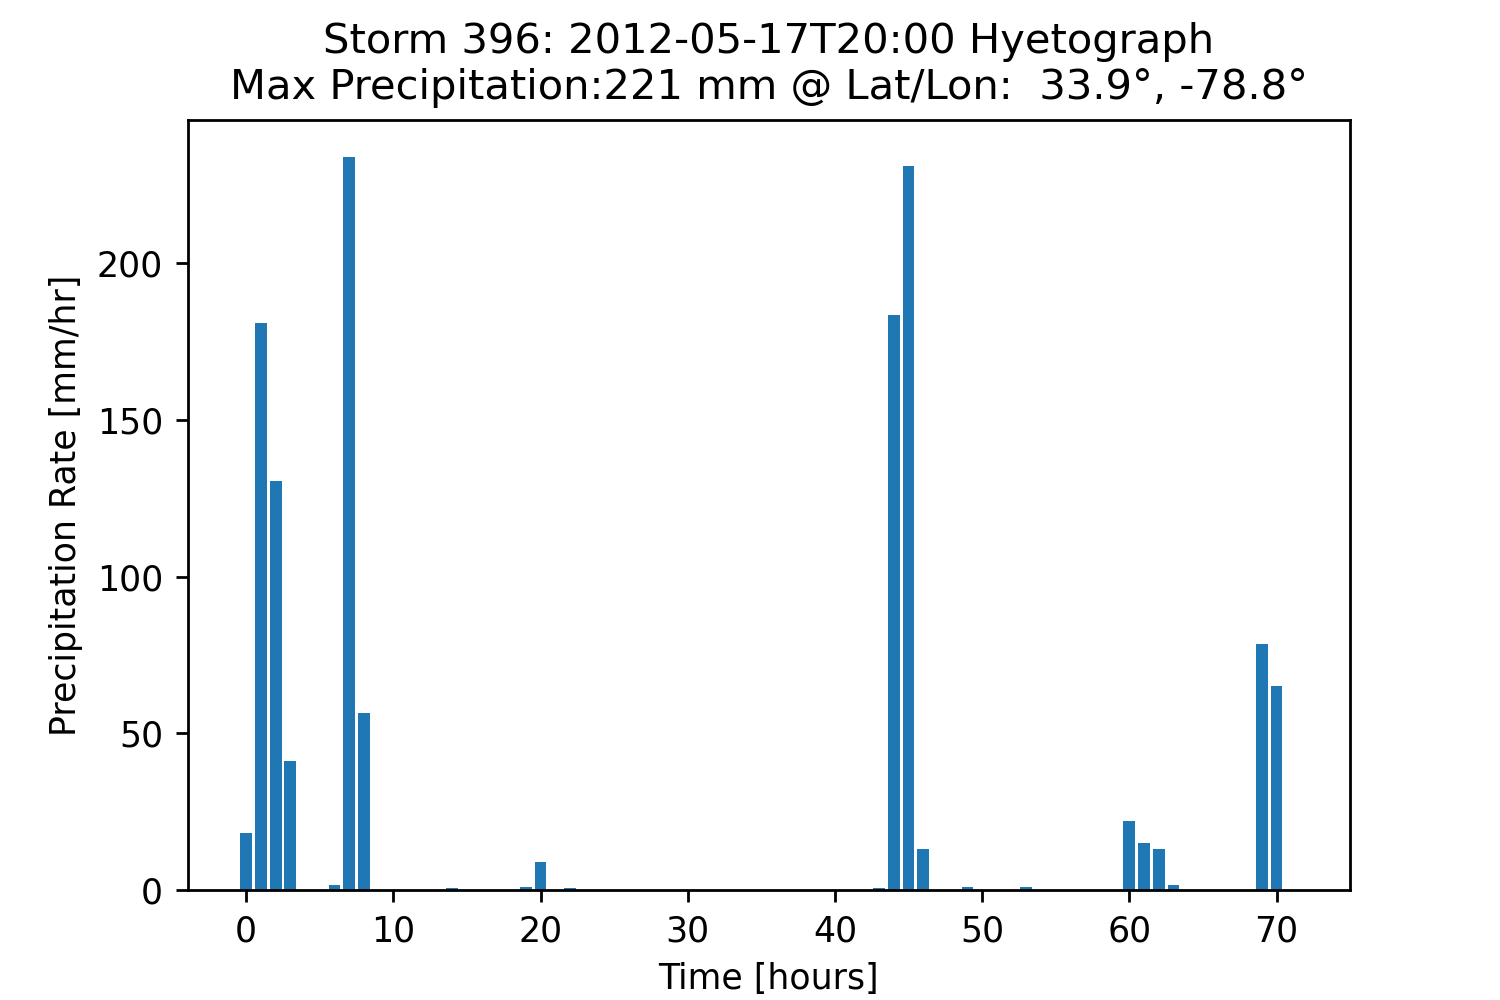 Storm 396: 2012-05-17T20:00 Hyetograph
Max Precipitation:221 mm @ Lat/Lon:  33.9°, -78.8°
Precipitation Rate [mm/hr]
200
150
100
50
0
0 10 20 30 40 50 60 70
Time [hours]